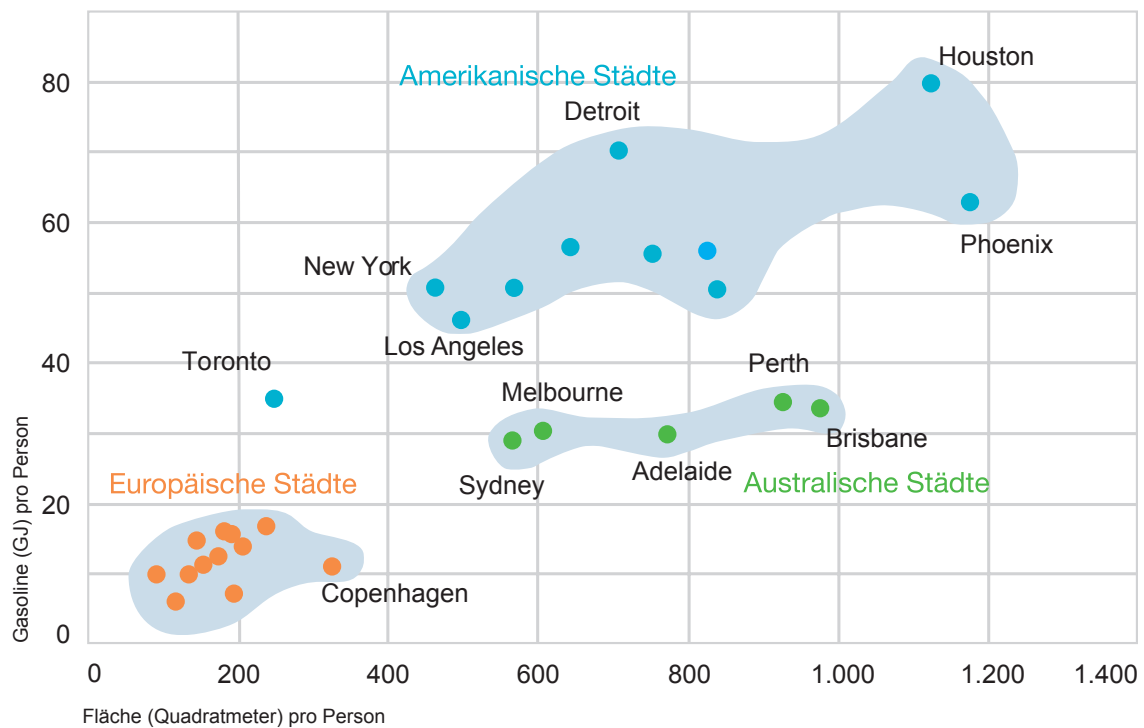 Gasoline (GJ) pro Person
80
60
40
20
0
Amerikanische Städte
Houston
Detroit
Phoenix
New York
Los Angeles
Toronto
Perth
Melbourne
Brisbane
Adelaide
Sydney
Europäische Städte
Australische Städte
Copenhagen
0 200 400 600 800 1.000 1.200 1.400
Fläche (Quadratmeter) pro Person